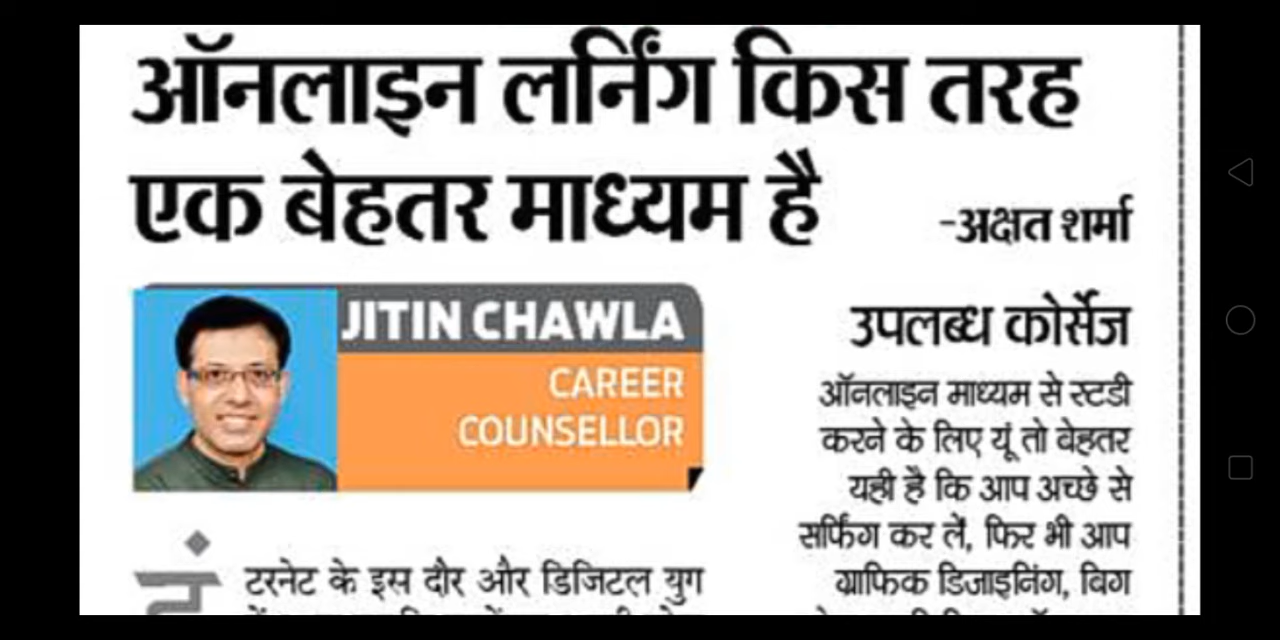 ऑनलाइन लर्निंग किस तरह
एक बेहतर माध्यम है
-अक्षत शर्मा
JITIN CHAWLA
CAREER
COUNSELLOR
टरनेट के इस दौर और डिजिटल युग
उपलब्ध कोर्सेज
ऑनलाइन माध्यम से स्टडी
करने के लिए यूं तो बेहतर
यही है कि आप अच्छे से
सर्फिंग कर लें, फिर भी आप
ग्राफिक डिजाइनिंग, विग